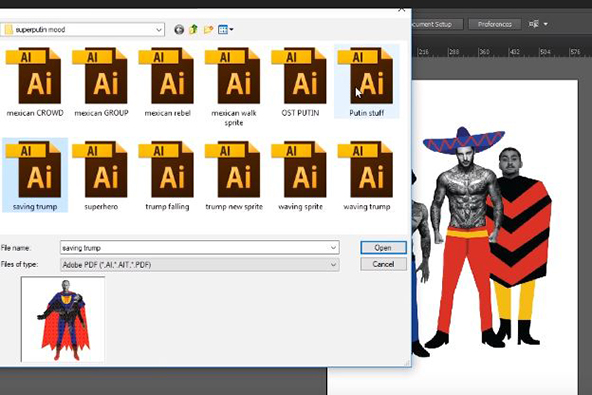 superputin mood
ocument Setup
Preferences
216 288 360 432 504 576
AI AI AI AI AI AI
Ai Ai Ai Ai Ai Ai
mexican CROWD
mexican GROUP
mexican rebel
mexican walk
sprite
OST PUTIN
Putin stuff
AI AI AI AI AI AI
Ai Ai Ai Ai Ai Ai
saving trump
superhero
trump falling
trump new sprite
waving sprite
waving trump
File name:
saving trump
Open
Files of type:
Adobe PDF (*.AI,*.AIT,*.PDF)
Cancel